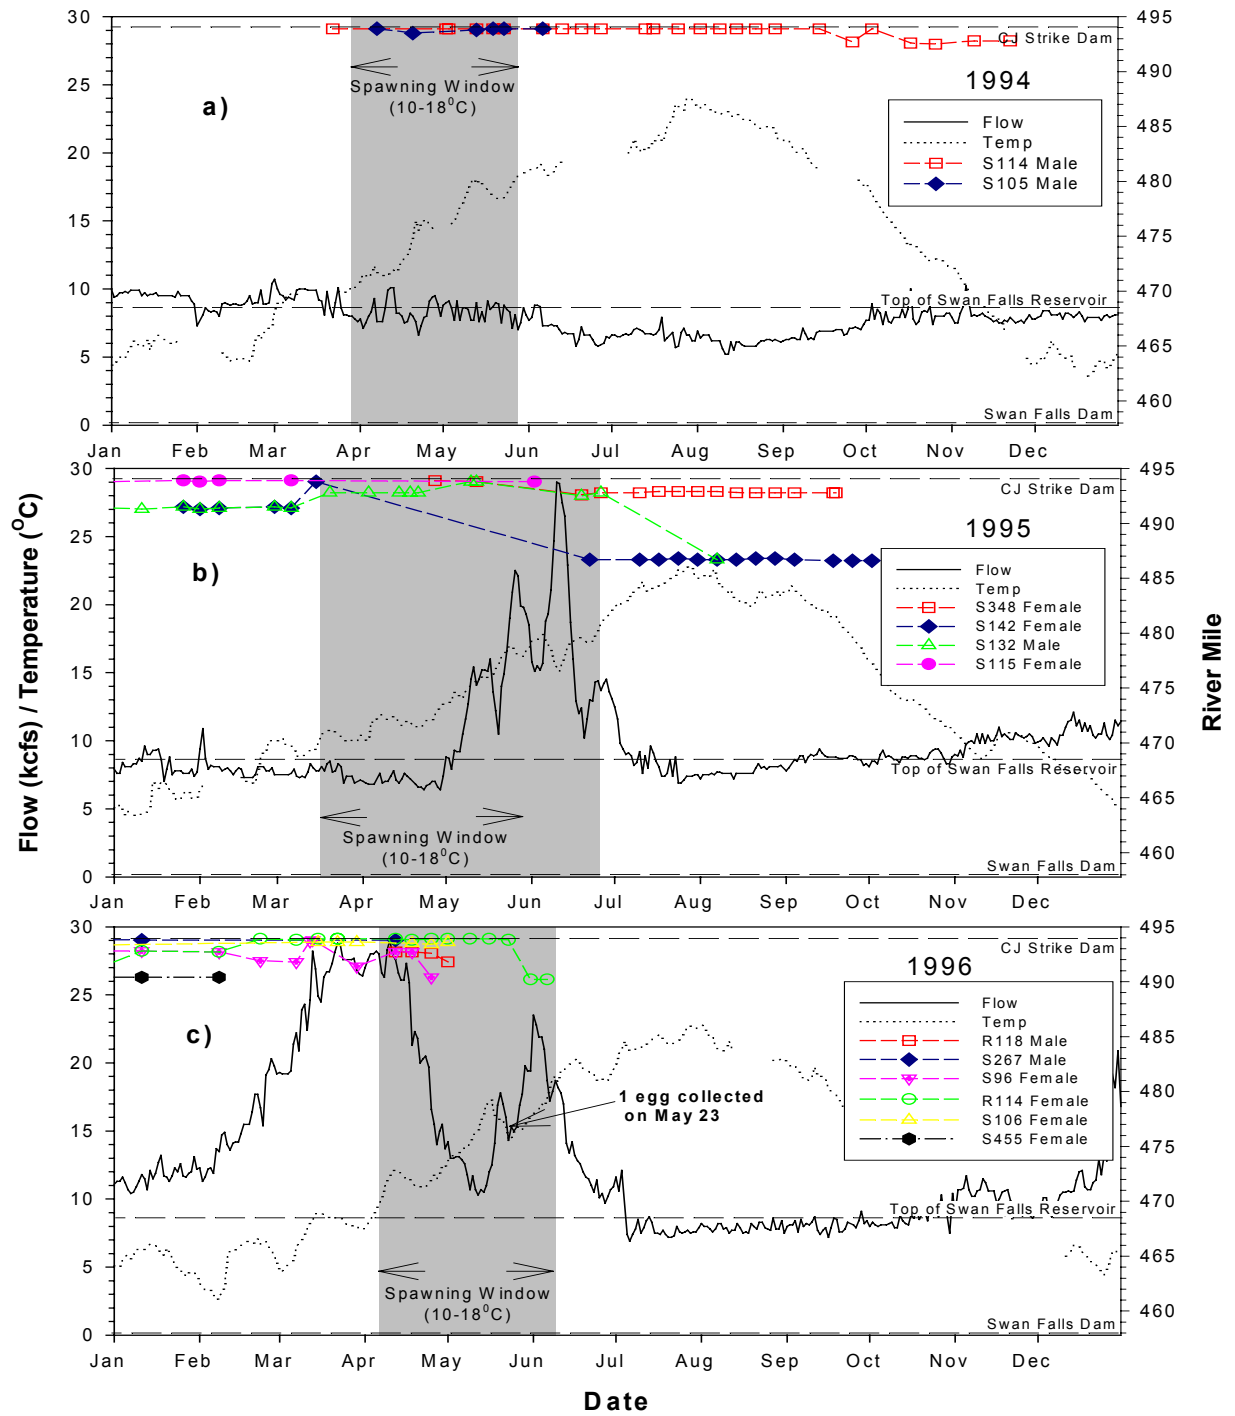 30
25
20
15
10
5
0
495
490
485
480
475
470
465
460
CJ Strike Dam
Spawning Window
(10-18⁰C)
a)
1994
Flow
Temp
S114 Male
S105 Male
Top of Swan Falls Reservoir
Swan Falls Dam
Jan Feb Mar Apr May Jun Jul Aug Sep Oct Nov Dec
30
25
20
15
10
5
0
495
490
485
480
475
470
465
460
CJ Strike Dam
1995
b)
Flow
Temp
S348 Female
S142 Female
S132 Male
S115 Female
Top of Swan Falls Reservoir
Spawning Window
(10-18⁰C)
Swan Falls Dam
Jan Feb Mar Apr May Jun Jul Aug Sep Oct Nov Dec
Flow (kcfs) / Temperature (⁰C)
River Mile
30
25
20
15
10
5
0
495
490
485
480
475
470
465
460
CJ Strike Dam
1996
c)
Flow
Temp
R118 Male
S267 Male
S96 Female
R114 Female
S106 Female
S455 Female
1 egg collected
on May 23
Top of Swan Falls Reservoir
Spawning Window
(10-18⁰C)
Swan Falls Dam
Jan Feb Mar Apr May Jun Jul Aug Sep Oct Nov Dec
Date